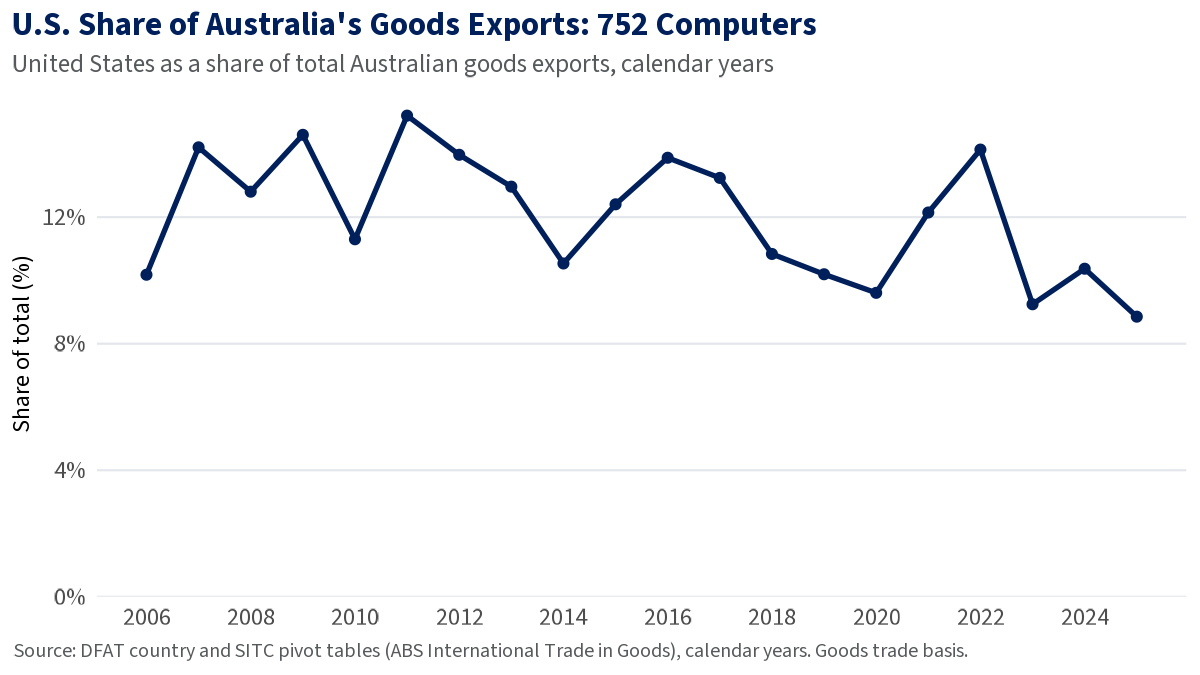 U.S. Share of Australia's Goods Exports: 752 Computers
United States as a share of total Australian goods exports, calendar years
Share of total (%)
12%
8%
4%
0%
2006 2008 2010 2012 2014 2016 2018 2020 2022 2024
Source: DFAT country and SITC pivot tables (ABS International Trade in Goods), calendar years. Goods trade basis.